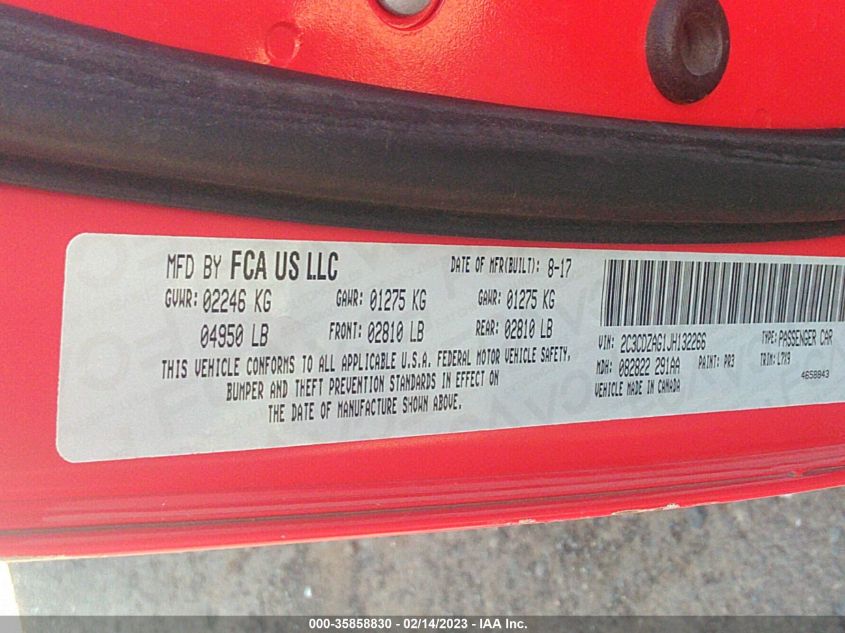 MFD BY FCA US LLC DATE OF MFR(BUILT): 8-17
GVWR: 02246 KG GAWR: 01275 KG GAWR: 01275 KG
04950 LB FRONT: 02810 LB REAR: 02810 LB
THIS VEHICLE CONFORMS TO ALL APPLICABLE U.S.A. FEDERAL MOTOR VEHICLE SAFETY,
BUMPER AND THEFT PREVENTION STANDARDS IN EFFECT ON
THE DATE OF MANUFACTURE SHOWN ABOVE.
VIN: 2C3CDZAG1JH132266 TYPE: PASSENGER CAR
MDH: 082822 291AA PAINT: PR3 TRIM: L7X9
VEHICLE MADE IN CANADA 4658943
000-35858830 - 02/14/2023 - IAA Inc.